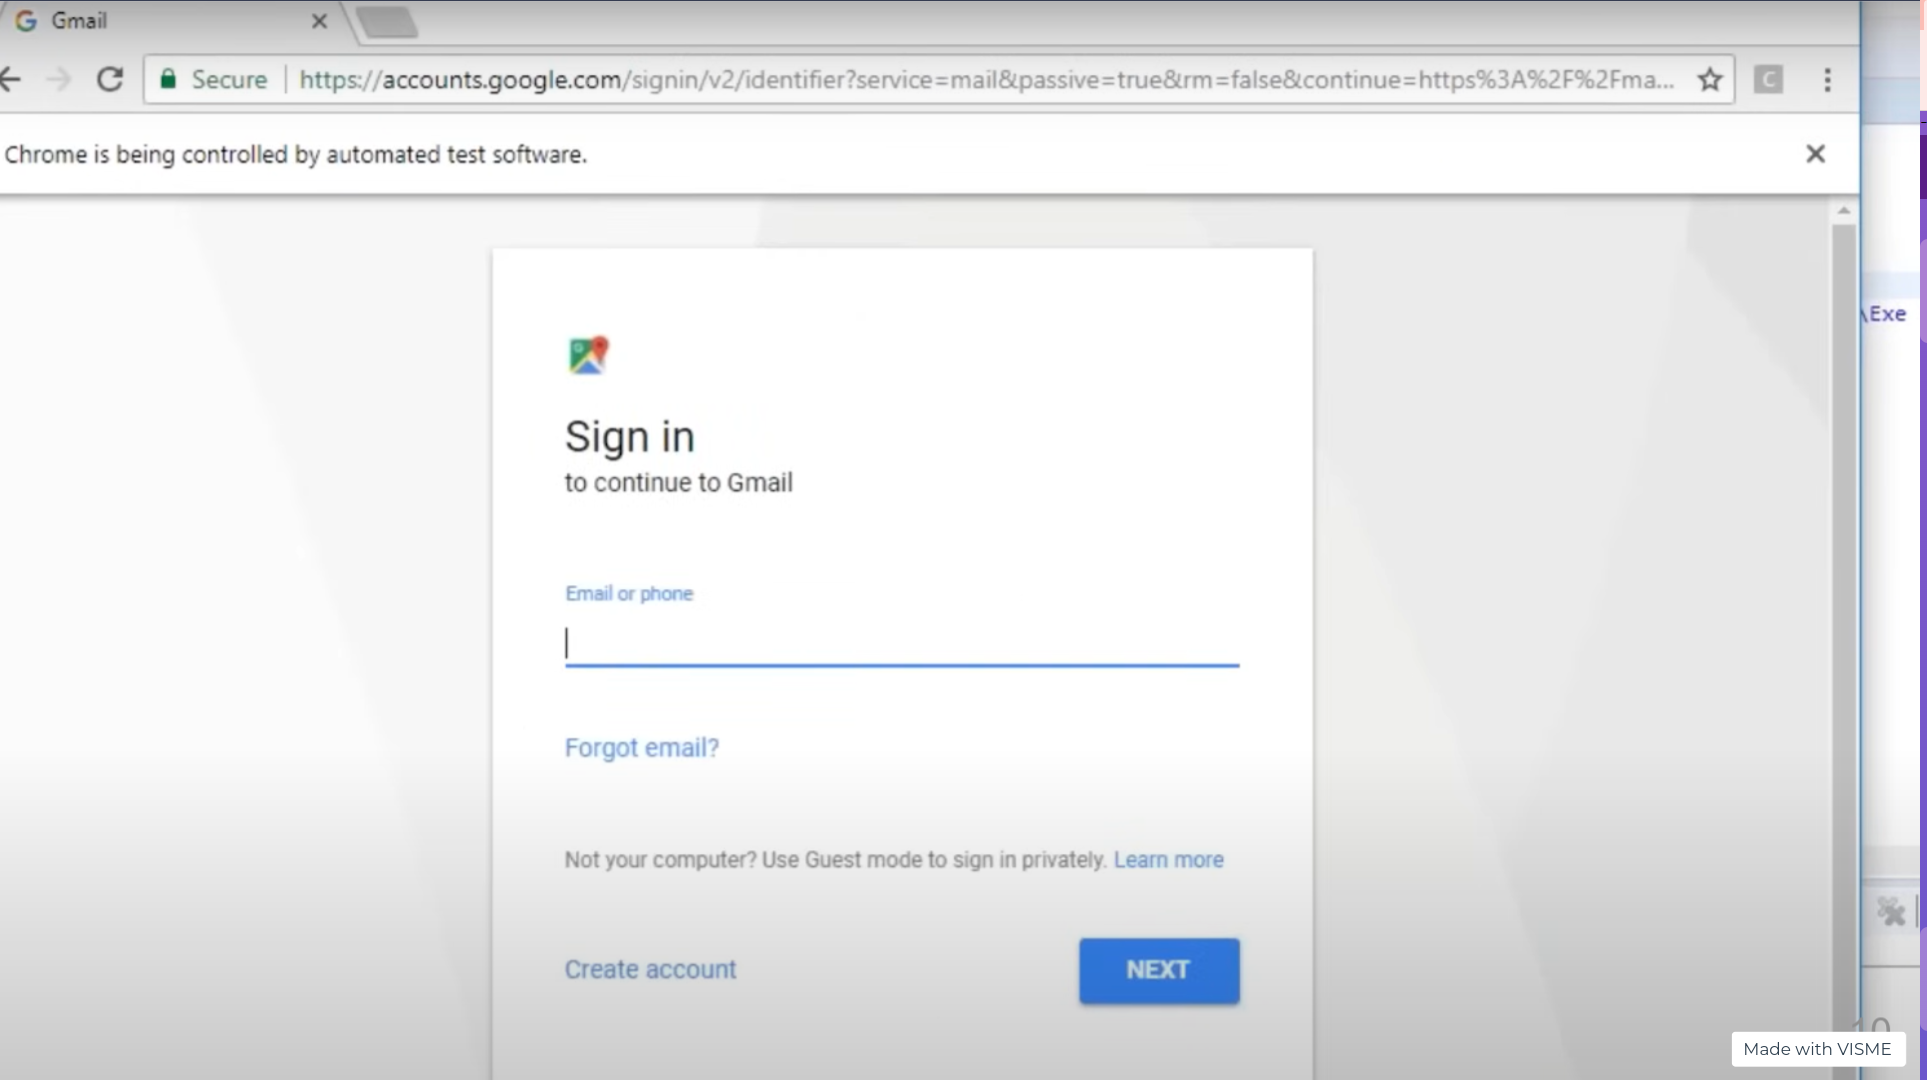 Gmail
Secure https://accounts.google.com/signin/v2/identifier?service=mail&passive=true&rm=false&continue=https%3A%2F%2Fma...
C
Chrome is being controlled by automated test software.
\Exe
Sign in
to continue to Gmail
Email or phone
Forgot email?
Not your computer? Use Guest mode to sign in privately. Learn more
Create account
NEXT
10
Made with VISME